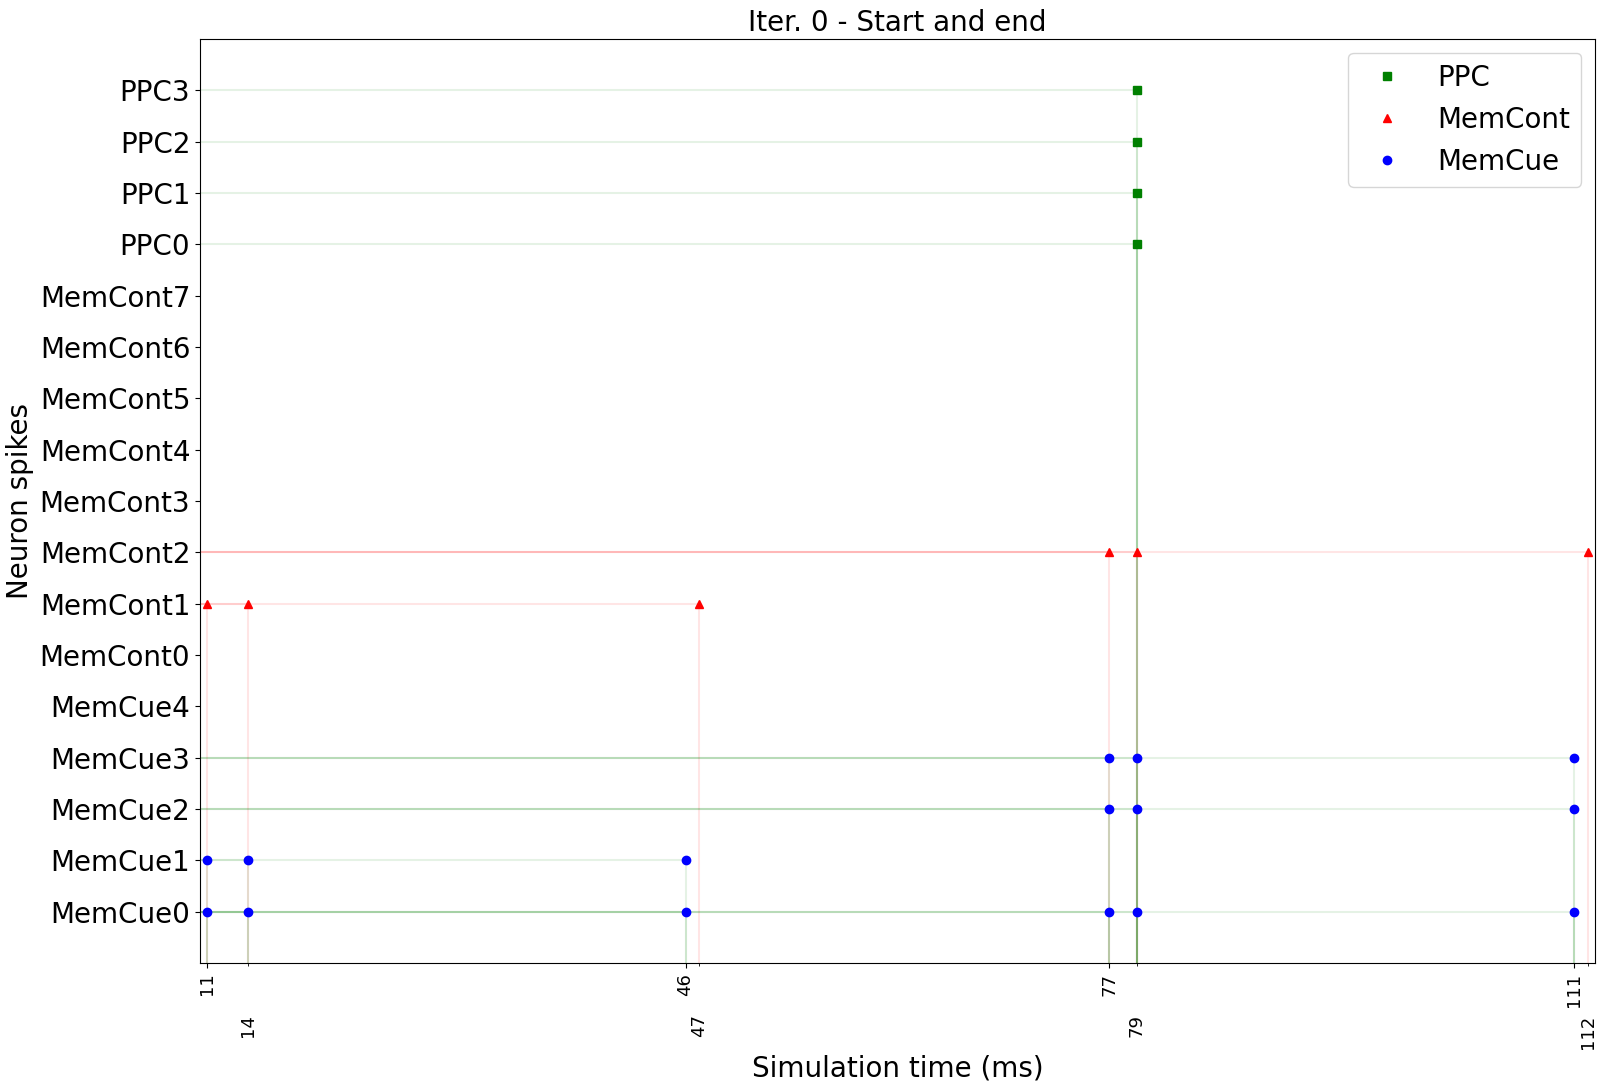 Iter. 0 - Start and end
PPC
MemCont
MemCue
Neuron spikes
PPC3
PPC2
PPC1
PPC0
MemCont7
MemCont6
MemCont5
MemCont4
MemCont3
MemCont2
MemCont1
MemCont0
MemCue4
MemCue3
MemCue2
MemCue1
MemCue0
11
46
77
111
14
47
79
112
Simulation time (ms)